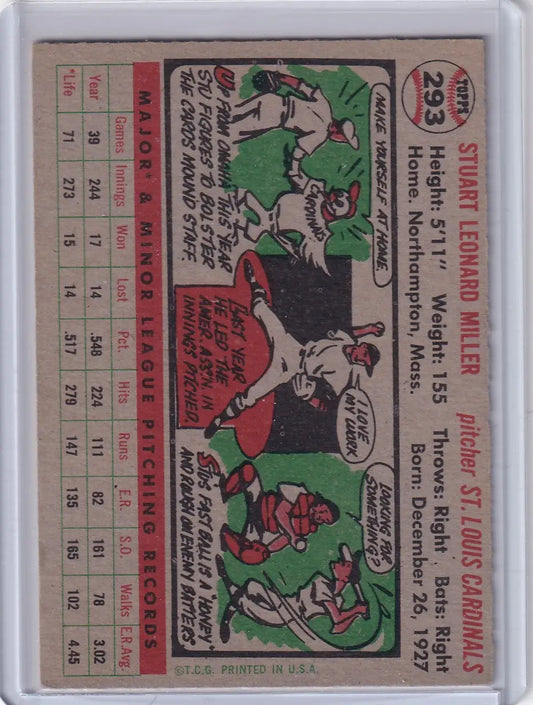 TOPPS
293
STUART LEONARD MILLER pitcher ST. LOUIS CARDINALS
Height: 5'11" Weight: 155 Throws: Right Bats: Right
Home. Northampton, Mass. Born: December 26, 1927
MAKE YOURSELF AT HOME
CARDINALS
UP FROM OMAHA THIS YEAR
STU FIGURES TO BOLSTER
THE CARDS MOUND STAFF.
I LOVE
MY WORK
LAST YEAR
HE LED THE
AMER. ASS'N. IN
INNINGS PITCHED.
LOOKING FOR
SOMETHING?
STU'S FAST BALL IS A "HONEY"
AND ROUGH ON ENEMY BATTERS.
MAJOR* & MINOR LEAGUE PITCHING RECORDS
Games Innings Won Lost Pct. Hits Runs E.R. S.O. Walks E.R.Avg.
Year 39 244 17 14 .548 224 111 82 161 78 3.02
*Life 71 273 15 14 .517 279 147 135 165 102 4.45
©T.C.G. PRINTED IN U.S.A.